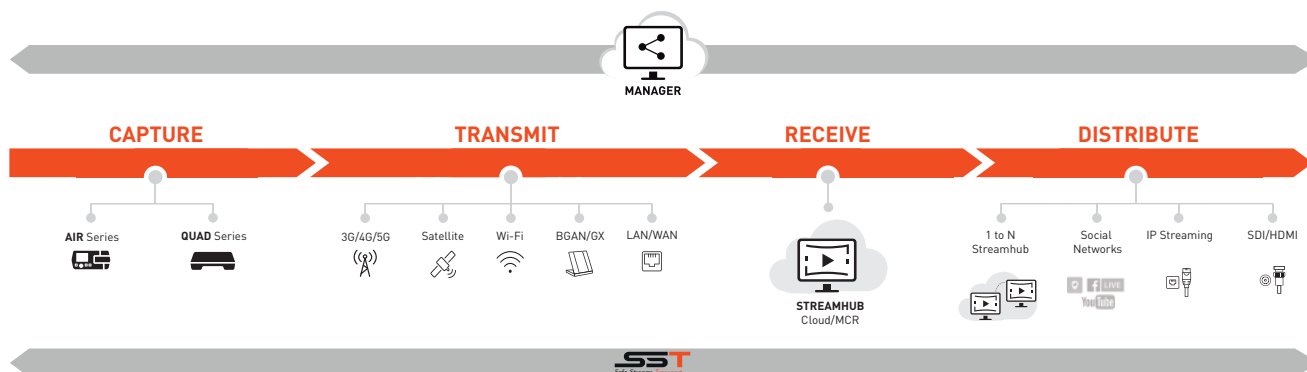 MANAGER
CAPTURE
TRANSMIT
RECEIVE
DISTRIBUTE
AIR Series
QUAD Series
3G/4G/5G
Satellite
Wi-Fi
BGAN/GX
LAN/WAN
STREAMHUB
Cloud/MCR
1 to N
Streamhub
Social
Networks
IP Streaming
SDI/HDMI
f LIVE
YouTube
SST